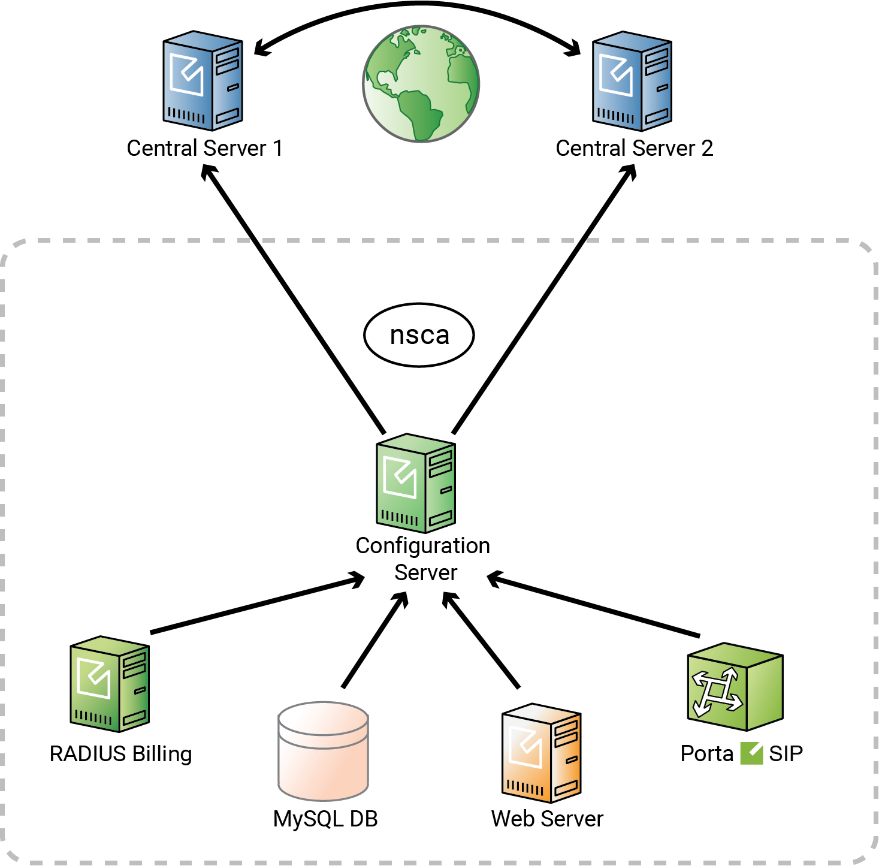 Central Server 1
Central Server 2
nsca
Configuration
Server
RADIUS Billing
Porta SIP
MySQL DB
Web Server